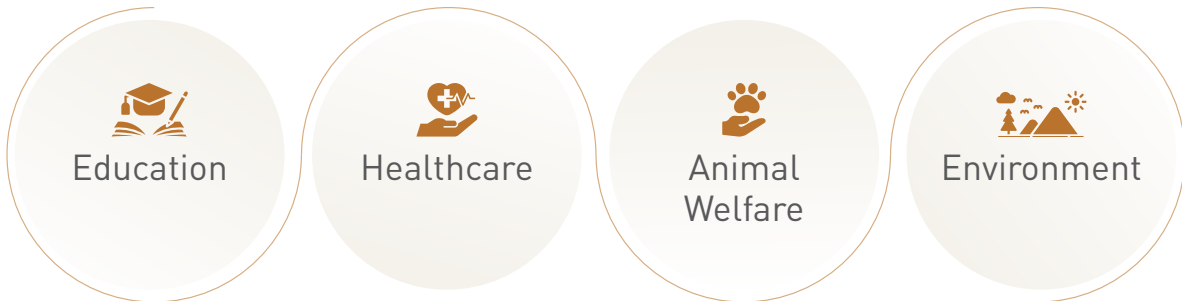 Education
Healthcare
Animal
Welfare
Environment